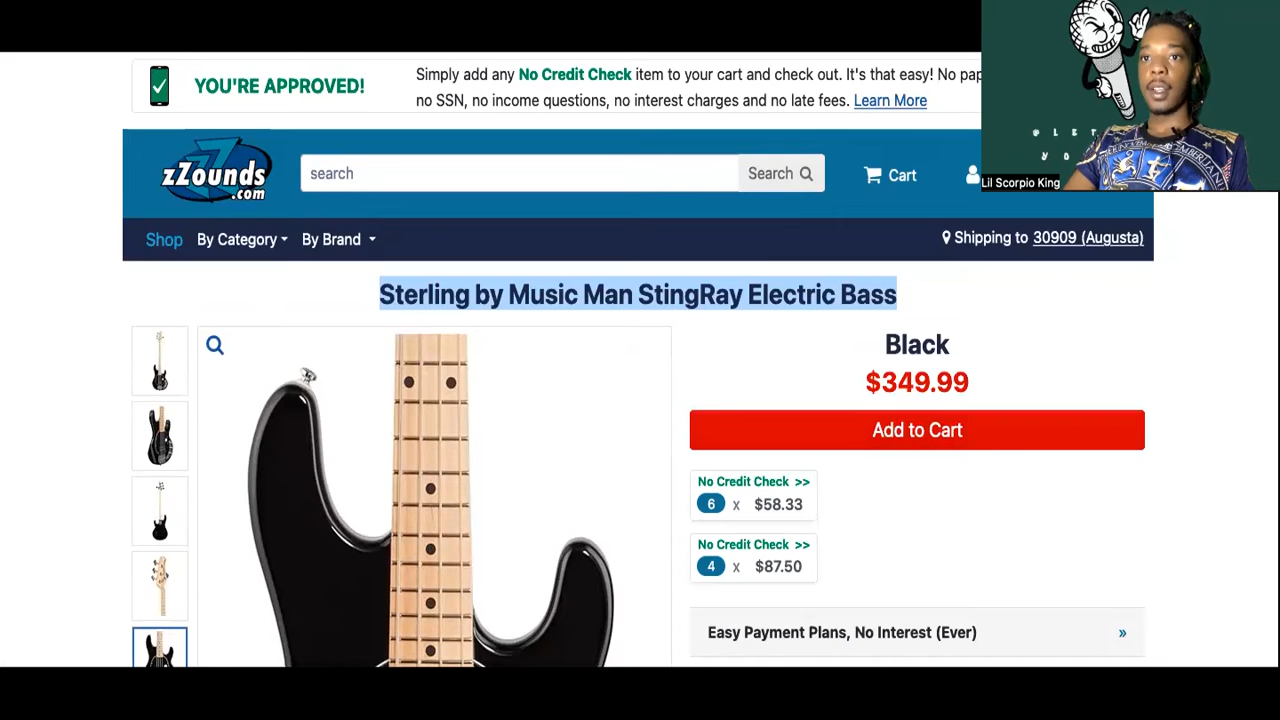 YOU'RE APPROVED!
Simply add any No Credit Check item to your cart and check out. It's that easy! No
no SSN, no income questions, no interest charges and no late fees. Learn More
zZounds
.com
search
Search
Cart
Lil Scorpio King
Shop By Category By Brand
Shipping to 30909 (Augusta)
Sterling by Music Man StingRay Electric Bass
Black
$349.99
Add to Cart
No Credit Check >>
6 x $58.33
No Credit Check >>
4 x $87.50
Easy Payment Plans, No Interest (Ever) »